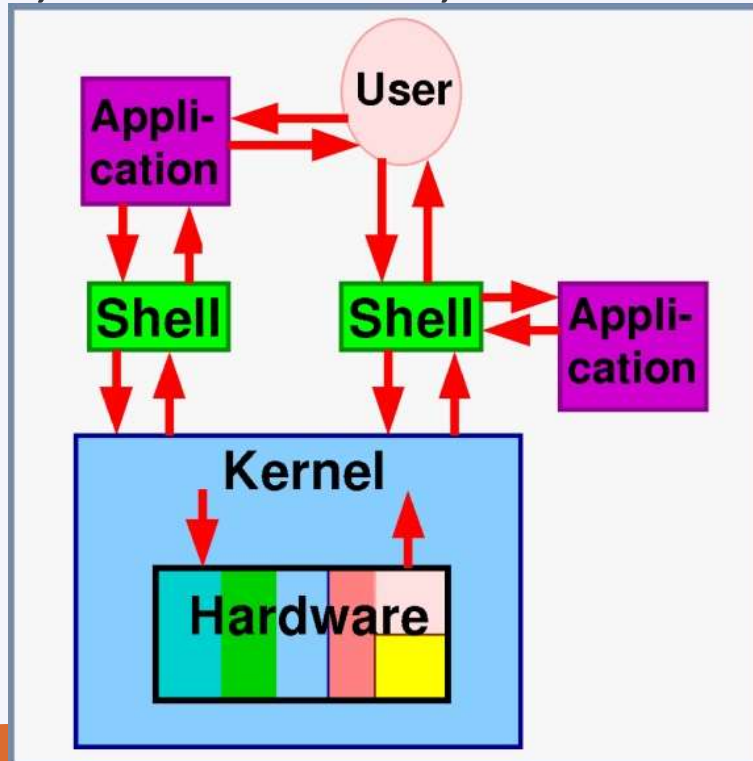 User
Appli-
cation
Shell
Shell
Appli-
cation
Kernel
Hardware